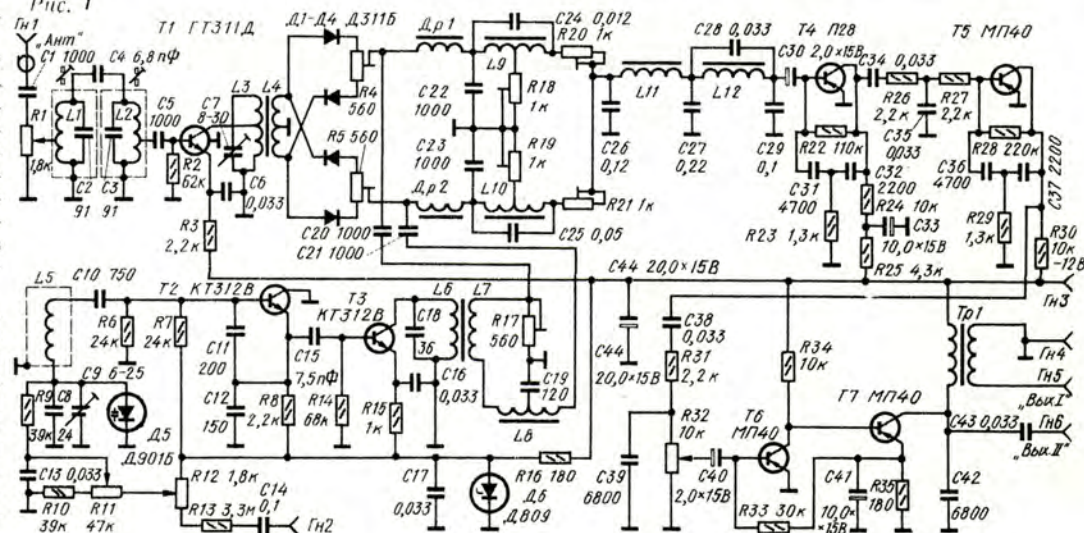 Рис. 1
Гн1
„Ант"
C1 1000
C4 6,8 пФ
T1 ГТ311Д
R1
1,8к
L1
L2
C2
91
C3
91
C5
1000
R2
62к
C7
8-30
L3
L4
C6
0,033
R3
2,2к
Д1-Д4
Д311Б
R4
560
R5 560
C20 1000
C21 1000
Др1
Др2
C22
1000
C23
1000
L9
L10
R18
1к
R19
1к
C24 0,012
R20 1к
R21 1к
C25 0,05
L11
C26
0,12
C28 0,033
L12
C27
0,22
C29
0,1
C30
2,0×15В
T4 П28
R22 110к
C31
4700
R23 1,3к
C32
2200
R24 10к
C33
10,0×15В
R25 4,3к
C34 0,033
R26
2,2к
C35
0,033
R27
2,2к
T5 МП40
R28 220к
C36
4700
R29
1,3к
C37 2200
R30
10к
-12В
Гн3
L5
C10 750
R6
24к
R7
24к
T2 КТ312В
C11
200
C12
150
R8
2,2к
C15
7,5пФ
R14
68к
T3
КТ312В
R15
1к
C16
0,033
C18
36
L6
L7
R17
560
C19
120
L8
R9
39к
C8
24
C9 6-25
Д5
Д901Б
C13 0,033
R10
39к
R11
47к
R12 1,8к
R13 3,3м
C14
0,1
Гн2
C17
0,033
Д6
Д809
R16 180
C44 20,0×15В
C44
20,0×15В
C38
0,033
R31
2,2к
R32
10к
C39
6800
C40
2,0×15В
T6
МП40
R33 30к
R34
10к
Г7 МП40
C41
10,0×
×15В
R35
180
C42
6800
C43 0,033
Тр1
Гн4
Гн5
„Вых.I"
Гн6
„Вых.II"